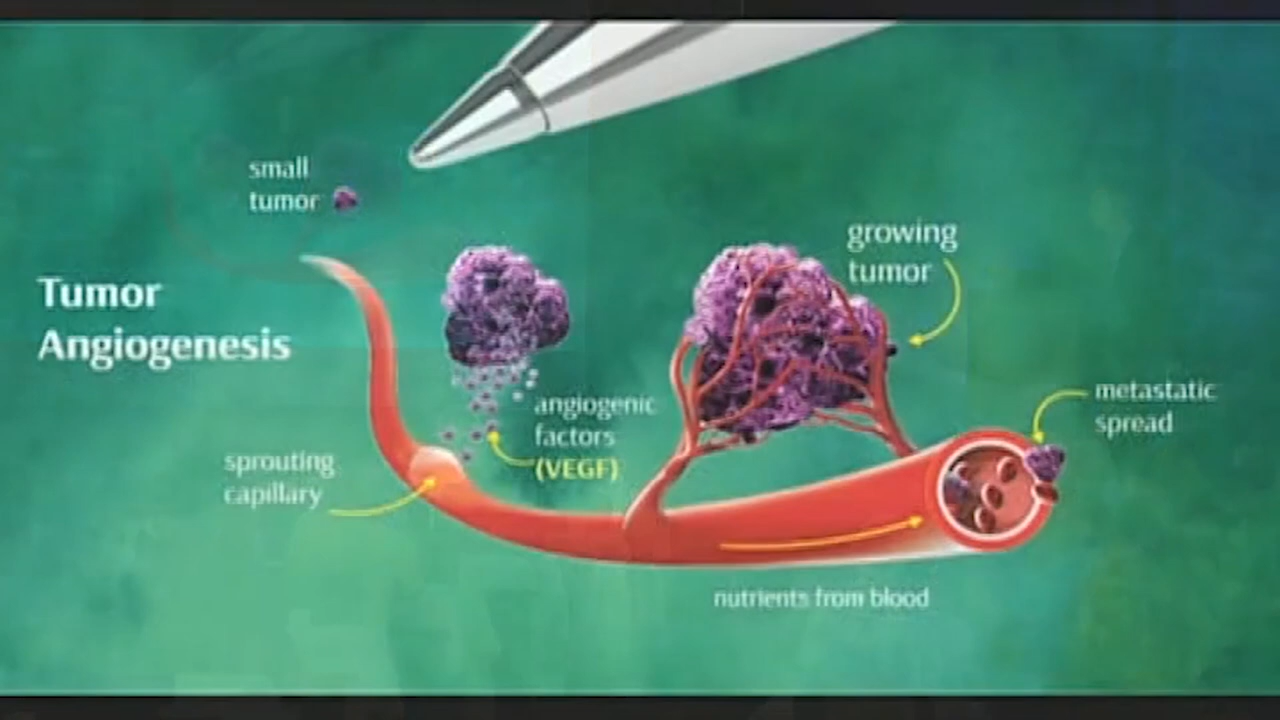 small
tumor
Tumor
Angiogenesis
growing
tumor
angiogenic
factors
(VEGF)
sprouting
capillary
metastatic
spread
nutrients from blood